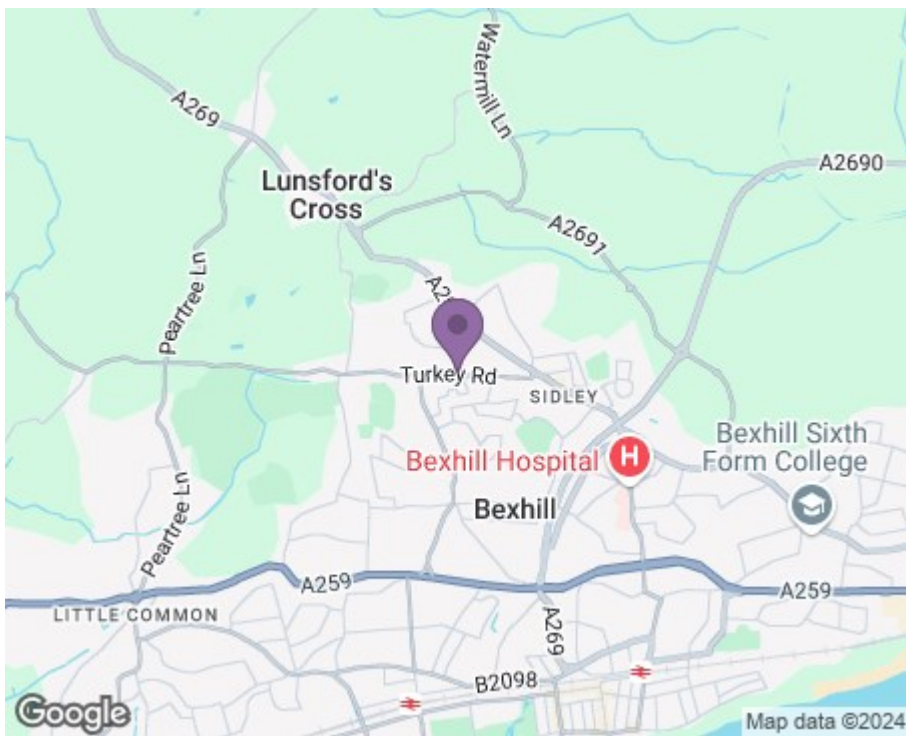 Watermill Ln
A269
A2690
Lunsford's
Cross
A2691
Peartree Ln
Turkey Rd
SIDLEY
Bexhill Sixth
Form College
Bexhill Hospital
H
Bexhill
Peartree Ln
A259
A259
LITTLE COMMON
A269
B2098
Google
Map data ©2024